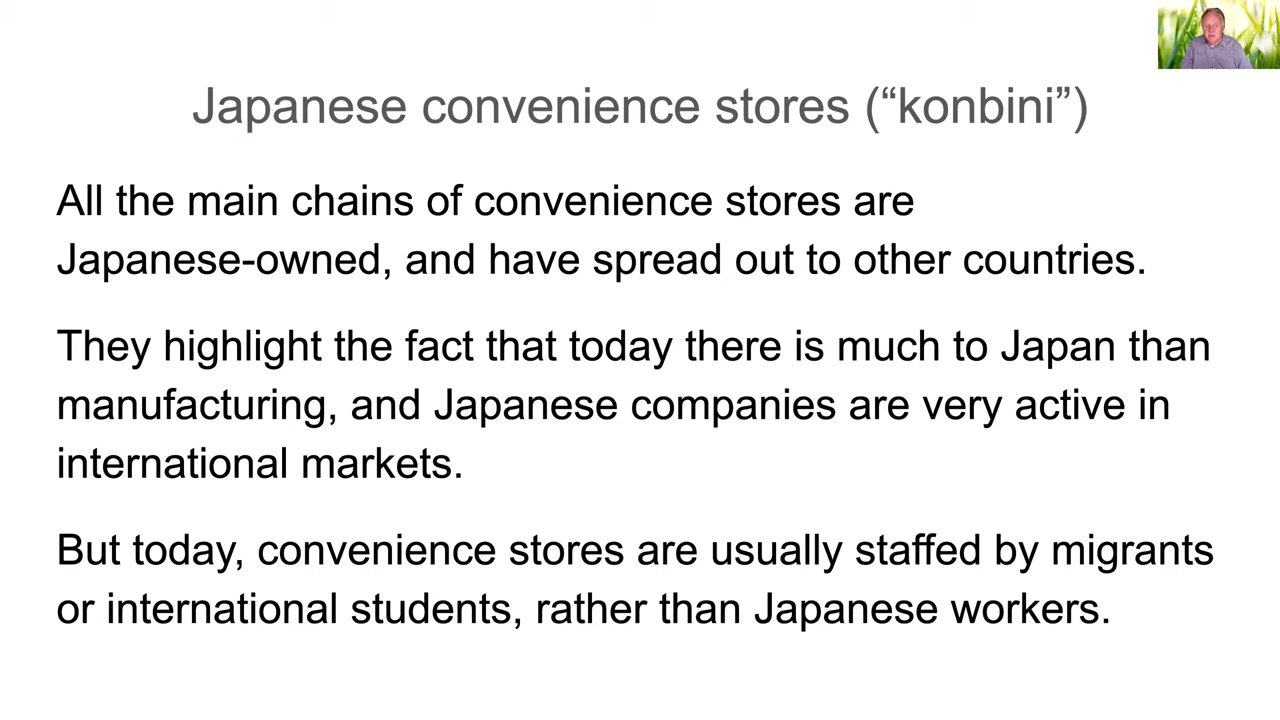 Japanese convenience stores (“konbini”)
All the main chains of convenience stores are
Japanese-owned, and have spread out to other countries.
They highlight the fact that today there is much to Japan than
manufacturing, and Japanese companies are very active in
international markets.
But today, convenience stores are usually staffed by migrants
or international students, rather than Japanese workers.